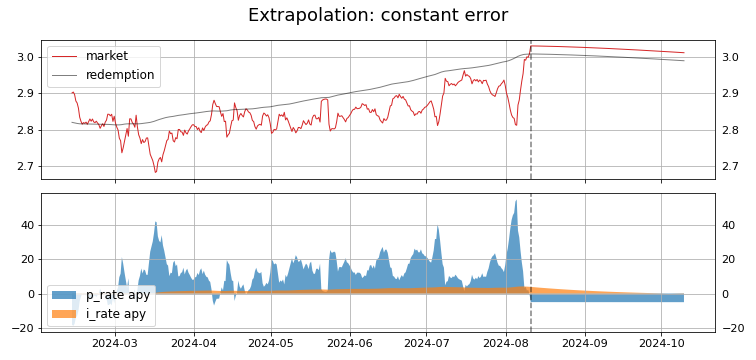 Extrapolation: constant error
market
redemption
3.0
2.9
2.8
2.7
3.0
2.9
2.8
2.7
40
20
0
−20
40
20
0
−20
p_rate apy
i_rate apy
2024-03 2024-04 2024-05 2024-06 2024-07 2024-08 2024-09 2024-10